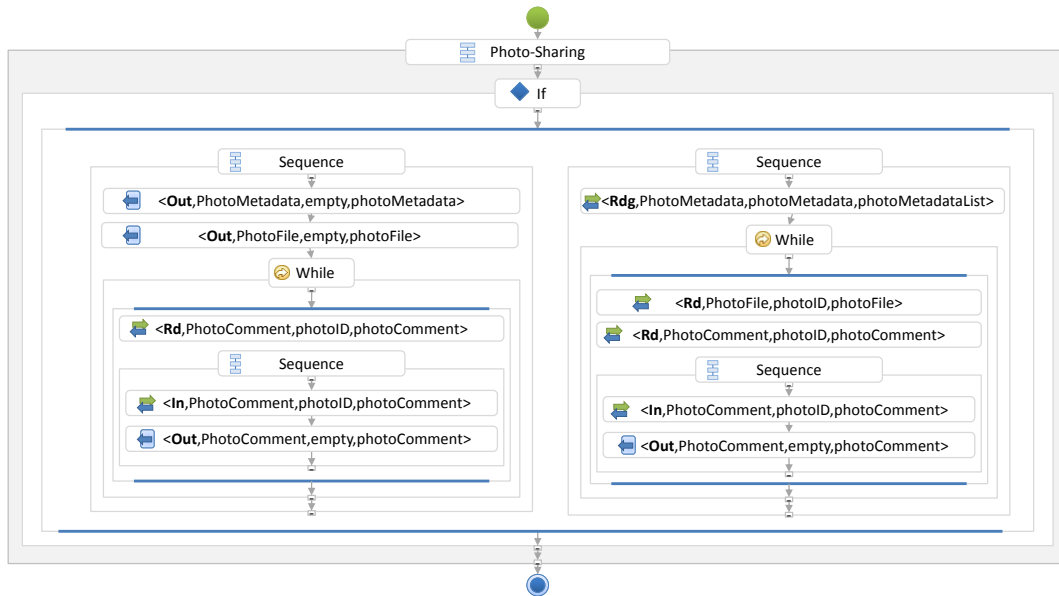 Photo-Sharing
If
Sequence
<Out,PhotoMetadata,empty,photoMetadata>
<Out,PhotoFile,empty,photoFile>
While
<Rd,PhotoComment,photoID,photoComment>
Sequence
<In,PhotoComment,photoID,photoComment>
<Out,PhotoComment,empty,photoComment>
Sequence
<Rdg,PhotoMetadata,photoMetadata,photoMetadataList>
While
<Rd,PhotoFile,photoID,photoFile>
<Rd,PhotoComment,photoID,photoComment>
Sequence
<In,PhotoComment,photoID,photoComment>
<Out,PhotoComment,empty,photoComment>